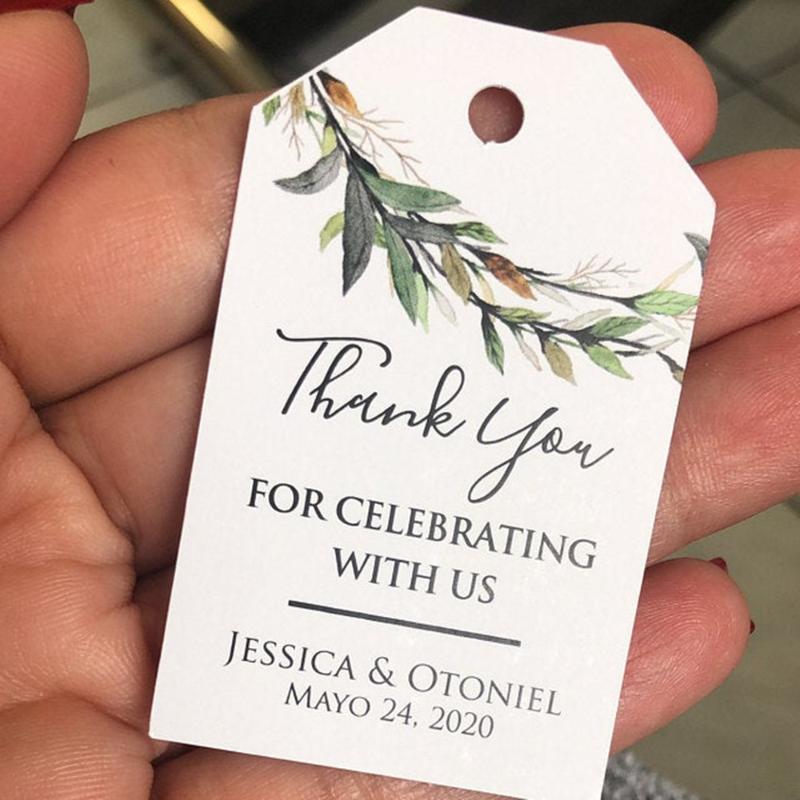 Thank You
FOR CELEBRATING
WITH US
JESSICA & OTONIEL
MAYO 24, 2020